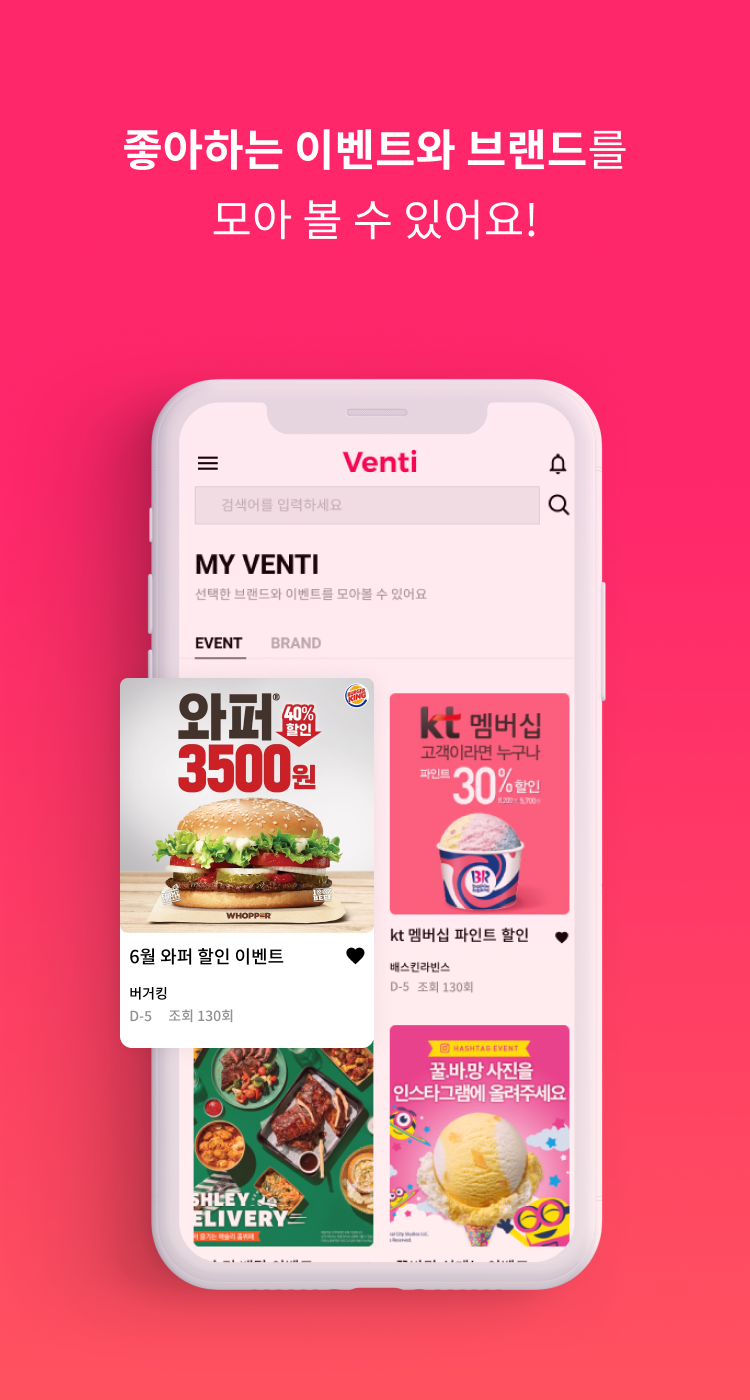 좋아하는 이벤트와 브랜드를
모아 볼 수 있어요!
Venti
검색어를 입력하세요
MY VENTI
선택한 브랜드와 이벤트를 모아볼 수 있어요
EVENT BRAND
BURGER KING
와퍼® 40% 할인
3500원
WHOPPER
6월 와퍼 할인 이벤트
버거킹
D-5 조회 130회
kt 멤버십
고객이라면 누구나
파인트 30% 할인
BR
baskin robbins
kt 멤버십 파인트 할인
배스킨라빈스
D-5 조회 130회
SHLEY
ELIVERY
HASHTAG EVENT
꿀.바.망 사진을
인스타그램에 올려주세요